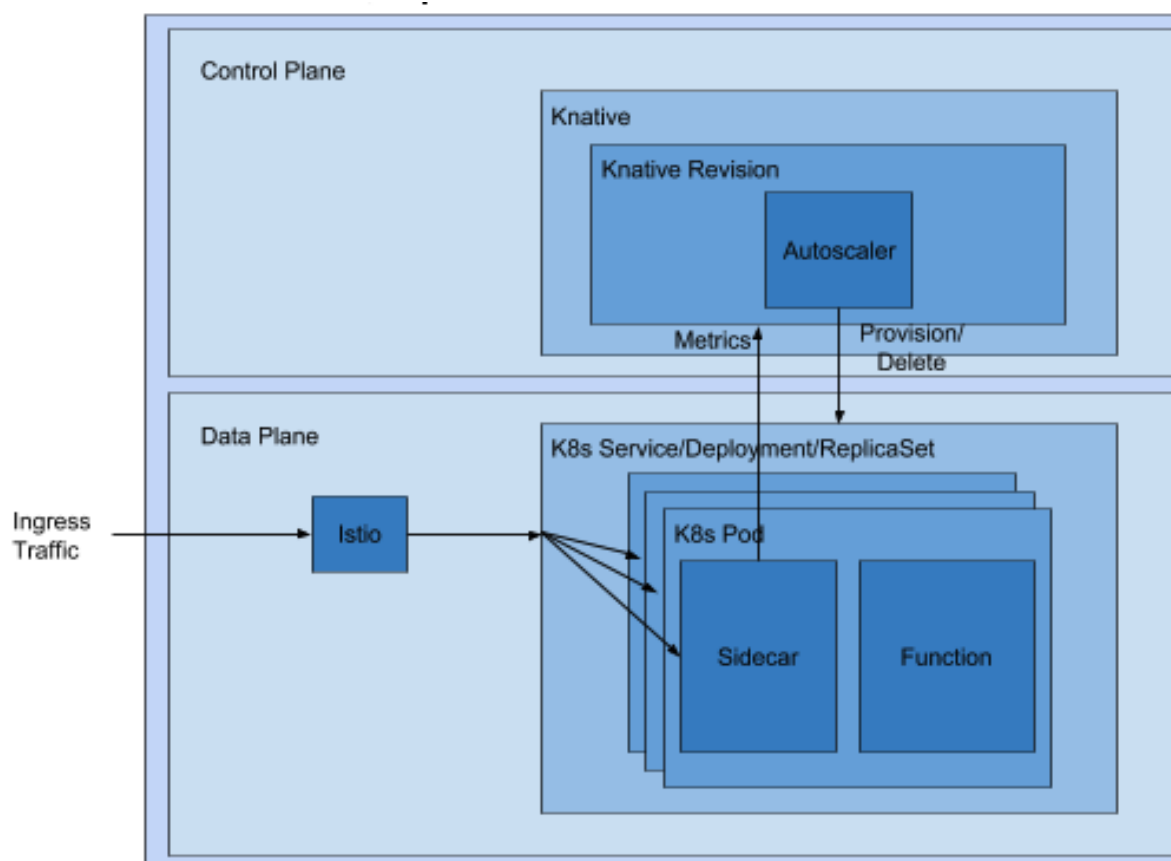 Control Plane
Knative
Knative Revision
Autoscaler
Metrics
Provision/
Delete
Data Plane
K8s Service/Deployment/ReplicaSet
Ingress
Traffic
Istio
K8s Pod
Sidecar
Function